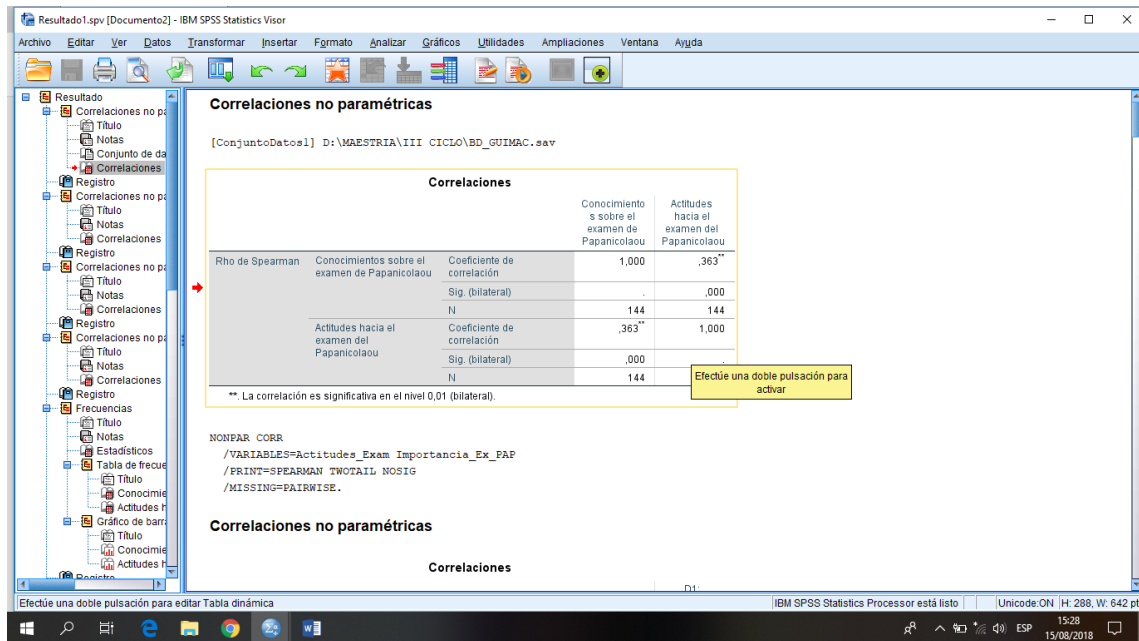 Resultado1.spv [Documento2] - IBM SPSS Statistics Visor
Archivo Editar Ver Datos Transformar Insertar Formato Analizar Gráficos Utilidades Ampliaciones Ventana Ayuda
Resultado
Correlaciones no pa
Título
Notas
Conjunto de da
Correlaciones
Registro
Correlaciones no pa
Título
Notas
Correlaciones
Registro
Correlaciones no pa
Título
Notas
Correlaciones
Registro
Correlaciones no pa
Título
Notas
Correlaciones
Registro
Frecuencias
Título
Notas
Estadísticos
Tabla de frecue
Título
Conocimie
Actitudes h
Gráfico de barra
Título
Conocimie
Actitudes h
Registro
Correlaciones no paramétricas
[ConjuntoDatos1] D:\MAESTRIA\III CICLO\BD_GUIMAC.sav
Correlaciones
Conocimiento
s sobre el
examen de
Papanicolaou
Actitudes
hacia el
examen del
Papanicolaou
Rho de Spearman
Conocimientos sobre el
examen de Papanicolaou
Coeficiente de
correlación
1,000 ,363**
Sig. (bilateral) . ,000
N 144 144
Actitudes hacia el
examen del
Papanicolaou
Coeficiente de
correlación
,363** 1,000
Sig. (bilateral) ,000 .
N 144
Efectúe una doble pulsación para
activar
**. La correlación es significativa en el nivel 0,01 (bilateral).
NONPAR CORR
/VARIABLES=Actitudes_Exam Importancia_Ex_PAP
/PRINT=SPEARMAN TWOTAIL NOSIG
/MISSING=PAIRWISE.
Correlaciones no paramétricas
Correlaciones
D1:
Efectúe una doble pulsación para editar Tabla dinámica
IBM SPSS Statistics Processor está listo
Unicode:ON
H: 288, W: 642 pt
ESP
15:28
15/08/2018